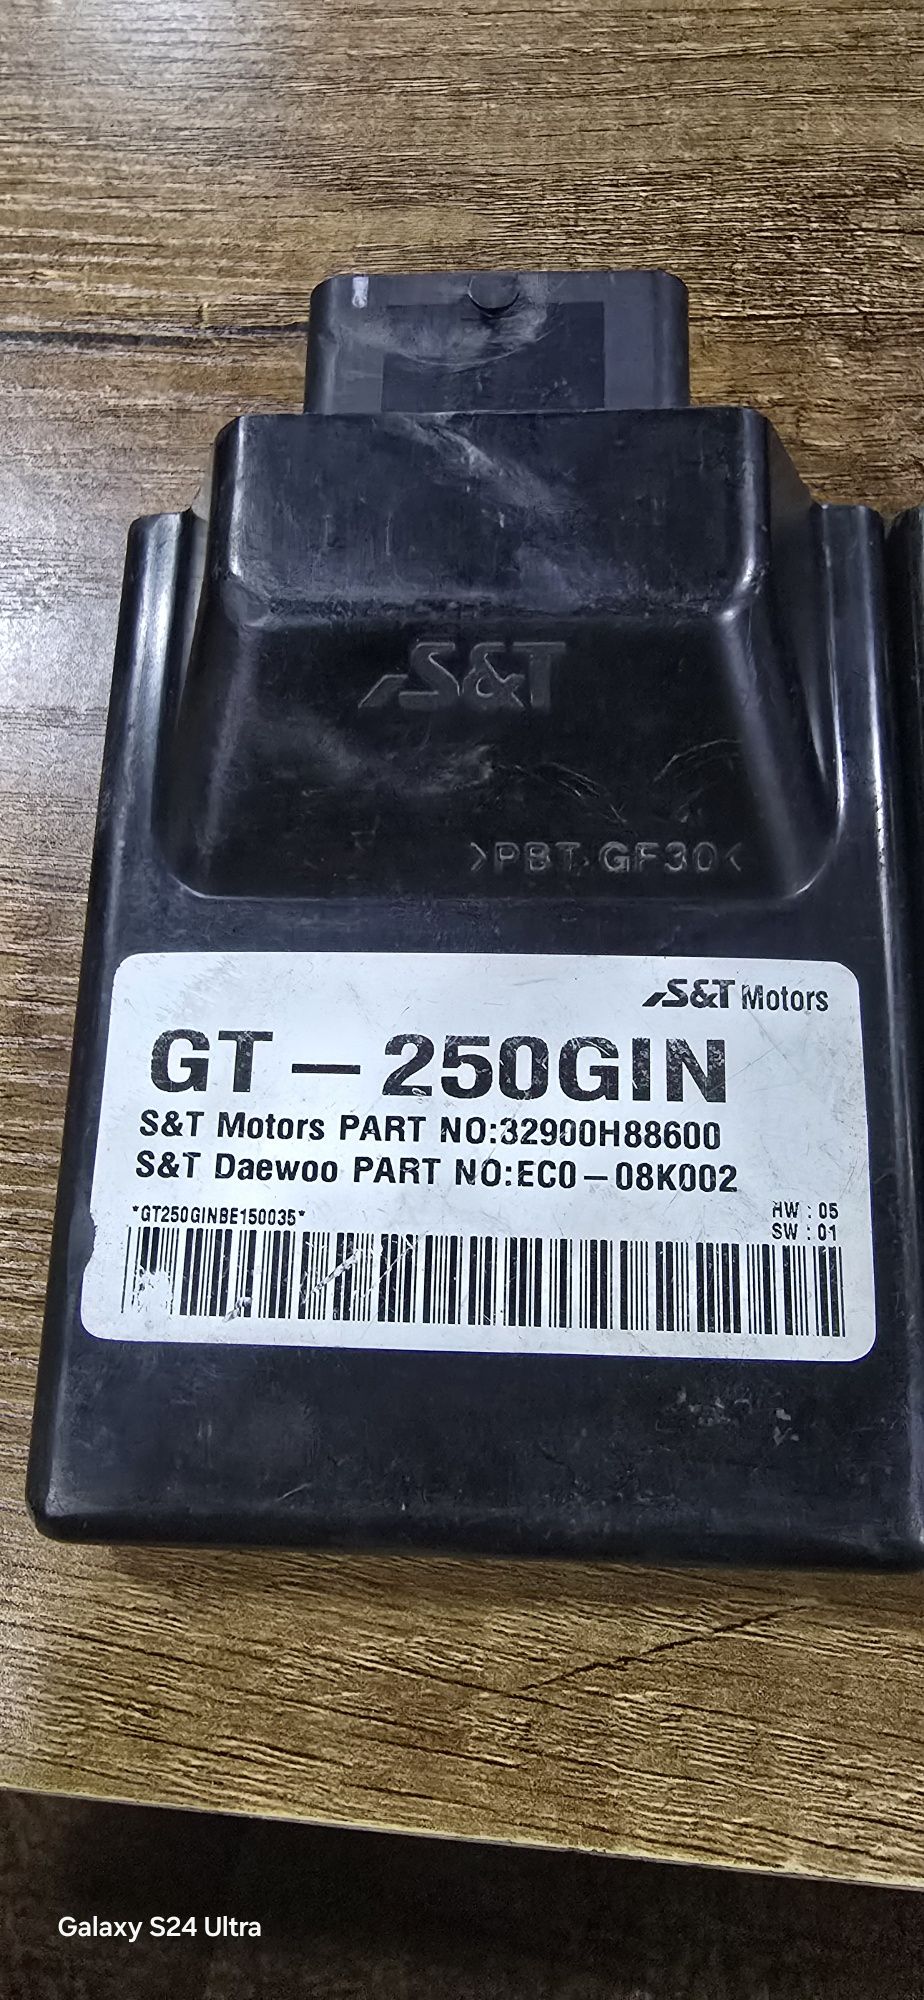 S&T
>PBT GF30<
S&T Motors
GT-250GIN
S&T Motors PART NO:32900H88600
S&T Daewoo PART NO:EC0-08K002
*GT250GINBE150035*
HW : 05
SW : 01
Galaxy S24 Ultra